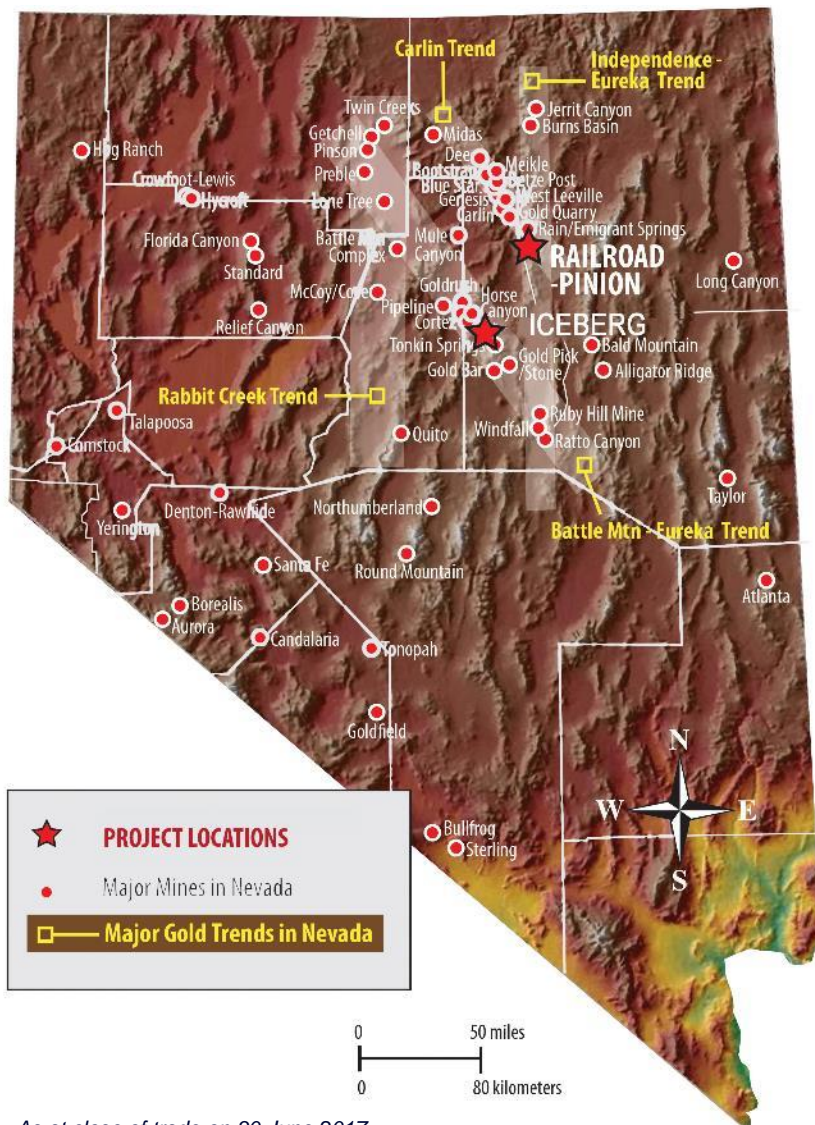 Carlin Trend
Independence -
Eureka Trend
Twin Creeks
Jerrit Canyon
Burns Basin
Getchell
Midas
Pinson
Hog Ranch
Dee
Meikle
Preble
Bootstrap
Betze Post
Blue Star
Crowfoot-Lewis
Hycroft
Lone Tree
Genesis
West Leeville
Carlin
Gold Quarry
Rain/Emigrant Springs
Florida Canyon
Standard
Battle Mtn
Complex
Mule
Canyon
RAILROAD
-PINION
Long Canyon
McCoy/Cove
Goldrush
Pipeline
Horse
Canyon
Relief Canyon
Cortez
ICEBERG
Tonkin Springs
Bald Mountain
Gold Pick
/Stone
Gold Bar
Alligator Ridge
Rabbit Creek Trend
Talapoosa
Ruby Hill Mine
Comstock
Quito
Windfall
Ratto Canyon
Taylor
Yerington
Denton-Rawhide
Northumberland
Battle Mtn - Eureka Trend
Santa Fe
Round Mountain
Atlanta
Borealis
Aurora
Candalaria
Tonopah
Goldfield
N
W
E
S
Bullfrog
Sterling
PROJECT LOCATIONS
Major Mines in Nevada
Major Gold Trends in Nevada
0
50 miles
0
80 kilometers